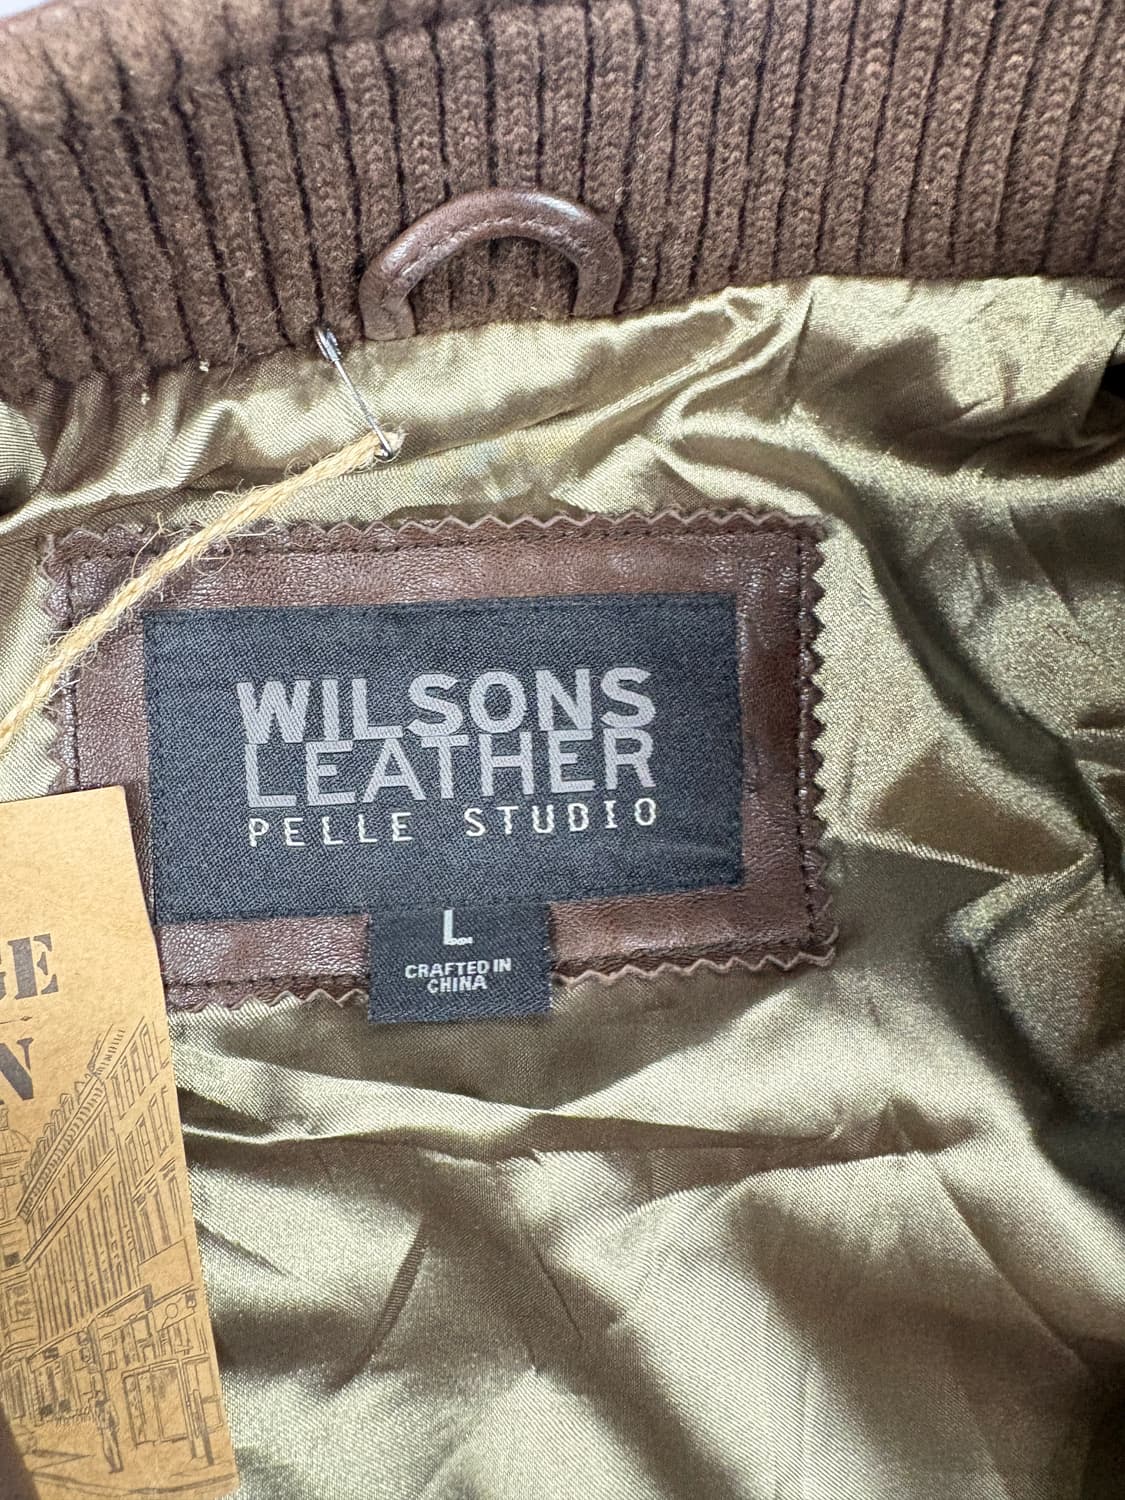 WILSONS
LEATHER
PELLE STUDIO
L
CRAFTED IN
CHINA